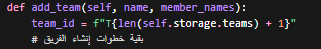 def add_team(self, name, member_names):
    team_id = f"T{len(self.storage.teams) + 1}"
    # بقية خطوات إنشاء الفريق